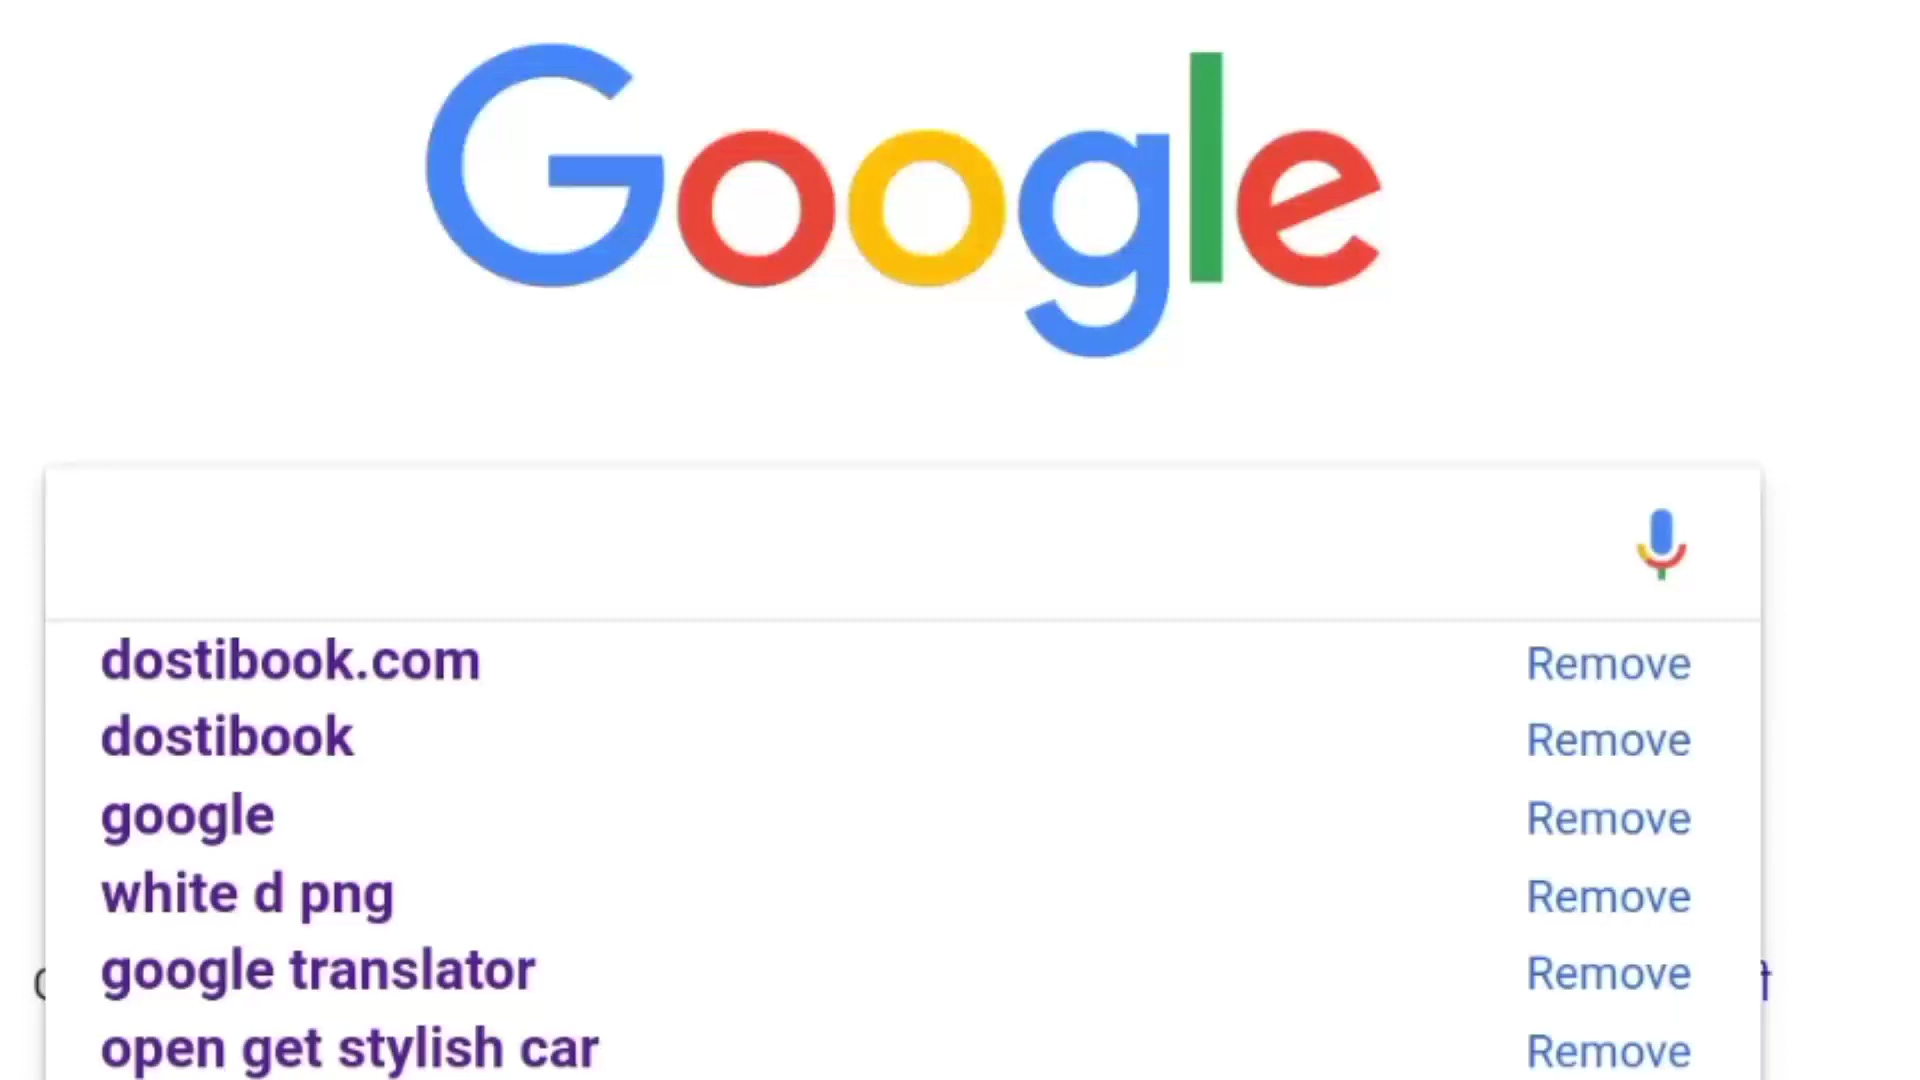 Google
dostibook.com Remove
dostibook Remove
google Remove
white d png Remove
google translator Remove
open get stylish car Remove